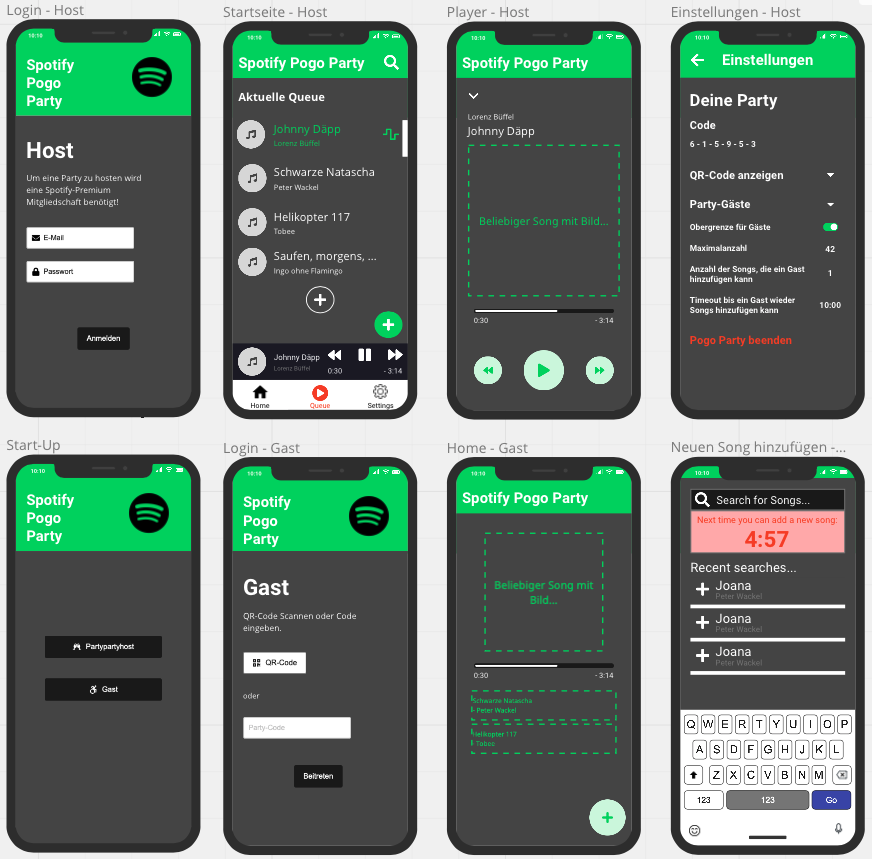 Login - Host
10:10
Spotify
Pogo
Party
Host
Um eine Party zu hosten wird
eine Spotify-Premium
Mitgliedschaft benötigt!
E-Mail
Passwort
Anmelden
Startseite - Host
10:10
Spotify Pogo Party
Aktuelle Queue
Johnny Däpp
Lorenz Büffel
Schwarze Natascha
Peter Wackel
Helikopter 117
Tobee
Saufen, morgens, ...
Ingo ohne Flamingo
Johnny Däpp
Lorenz Büffel
0:30
- 3:14
Home
Queue
Settings
Player - Host
10:10
Spotify Pogo Party
Lorenz Büffel
Johnny Däpp
Beliebiger Song mit Bild...
0:30
- 3:14
Einstellungen - Host
10:10
Einstellungen
Deine Party
Code
6 - 1 - 5 - 9 - 5 - 3
QR-Code anzeigen
Party-Gäste
Obergrenze für Gäste
Maximalanzahl 42
Anzahl der Songs, die ein Gast
hinzufügen kann 1
Timeout bis ein Gast wieder
Songs hinzufügen kann 10:00
Pogo Party beenden
Start-Up
10:10
Spotify
Pogo
Party
Partypartyhost
Gast
Login - Gast
10:10
Spotify
Pogo
Party
Gast
QR-Code Scannen oder Code
eingeben.
QR-Code
oder
Party-Code
Beitreten
Home - Gast
10:10
Spotify Pogo Party
Beliebiger Song mit
Bild...
0:30
- 3:14
Schwarze Natascha
- Peter Wackel
Helikopter 117
Tobee
Neuen Song hinzufügen -...
10:10
Search for Songs...
Next time you can add a new song:
4:57
Recent searches...
Joana
Peter Wackel
Joana
Peter Wackel
Joana
Peter Wackel
Q W E R T Y U I O P
A S D F G H J K L
Z X C V B N M
123 123 Go